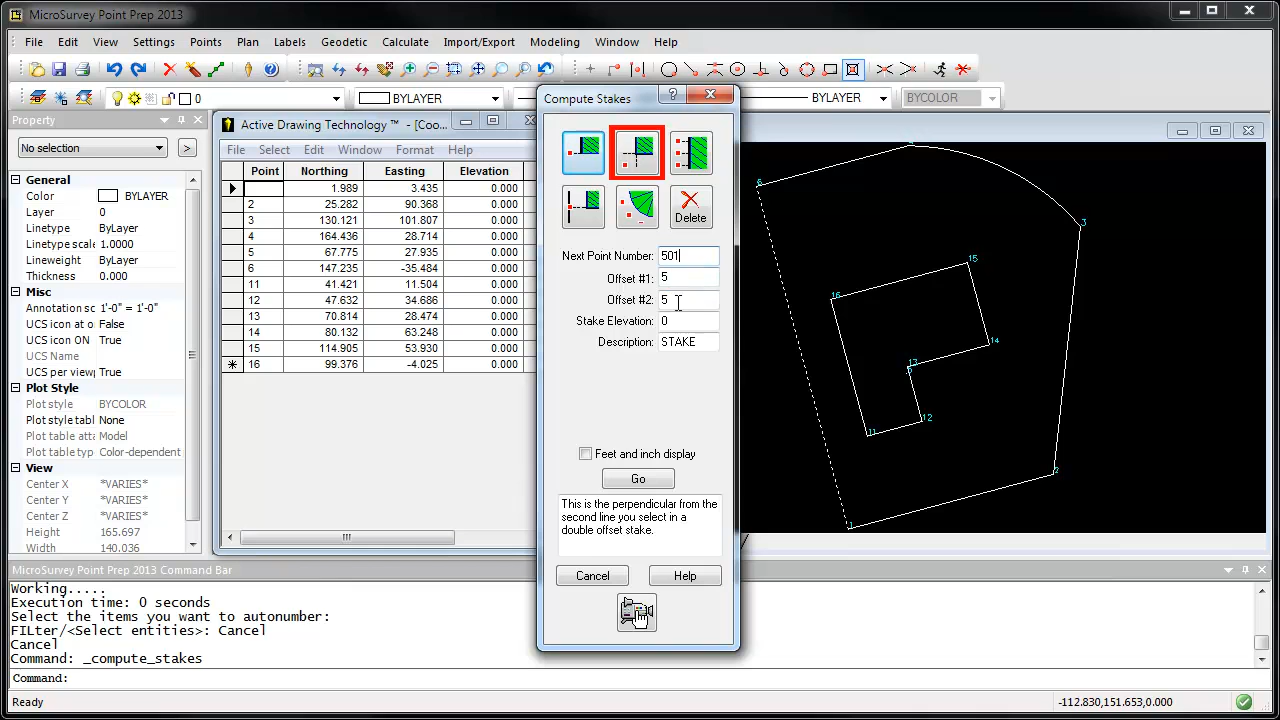 MicroSurvey Point Prep 2013
File Edit View Settings Points Plan Labels Geodetic Calculate Import/Export Modeling Window Help
0 BYLAYER BYLAYER BYCOLOR
Property
No selection >
General
Color BYLAYER
Layer 0
Linetype ByLayer
Linetype scale 1.0000
Lineweight ByLayer
Thickness 0.000
Misc
Annotation s 1'-0" = 1'-0"
UCS icon at o False
UCS icon ON True
UCS Name
UCS per viewp True
Plot Style
Plot style BYCOLOR
Plot style tabl None
Plot table atta Model
Plot table type Color-dependent
View
Center X *VARIES*
Center Y *VARIES*
Center Z *VARIES*
Height 165.697
Width 140.036
Active Drawing Technology ™ - [Coo
File Select Edit Window Format Help
Point Northing Easting Elevation
1.989 3.435 0.000
2 25.282 90.368 0.000
3 130.121 101.807 0.000
4 164.436 28.714 0.000
5 67.775 27.935 0.000
6 147.235 -35.484 0.000
11 41.421 11.504 0.000
12 47.632 34.686 0.000
13 70.814 28.474 0.000
14 80.132 63.248 0.000
15 114.905 53.930 0.000
16 99.376 -4.025 0.000
Compute Stakes
Delete
Next Point Number: 501
Offset #1: 5
Offset #2: 5
Stake Elevation: 0
Description: STAKE
Feet and inch display
Go
This is the perpendicular from the
second line you select in a
double offset stake.
Cancel Help
6
3
15
16
14
13
12
11
2
1
MicroSurvey Point Prep 2013 Command Bar
Working.....
Execution time: 0 seconds
Select the items you want to autonumber:
FILter/<Select entities>: Cancel
Cancel
Command: _compute_stakes
Command:
Ready -112.830,151.653,0.000